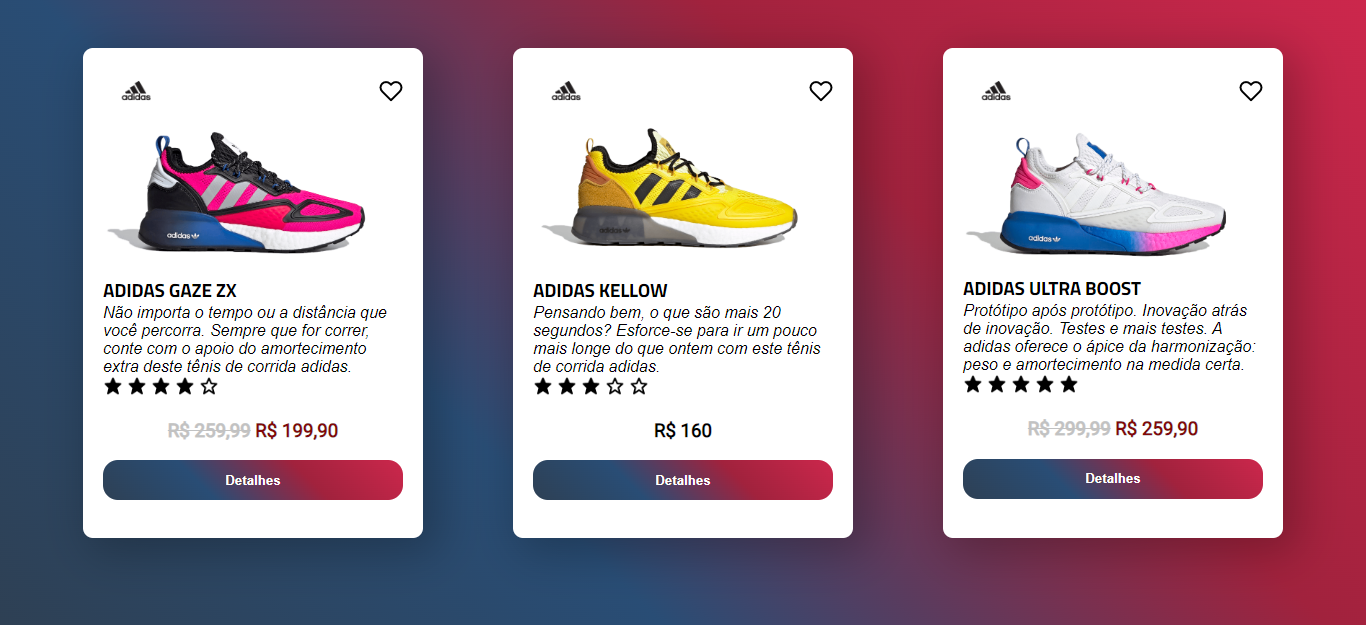 adidas
adidas
ADIDAS GAZE ZX
Não importa o tempo ou a distância que
você percorra. Sempre que for correr,
conte com o apoio do amortecimento
extra deste tênis de corrida adidas.
R$ 259,99 R$ 199,90
Detalhes
adidas
adidas
ADIDAS KELLOW
Pensando bem, o que são mais 20
segundos? Esforce-se para ir um pouco
mais longe do que ontem com este tênis
de corrida adidas.
R$ 160
Detalhes
adidas
adidas
ADIDAS ULTRA BOOST
Protótipo após protótipo. Inovação atrás
de inovação. Testes e mais testes. A
adidas oferece o ápice da harmonização:
peso e amortecimento na medida certa.
R$ 299,99 R$ 259,90
Detalhes